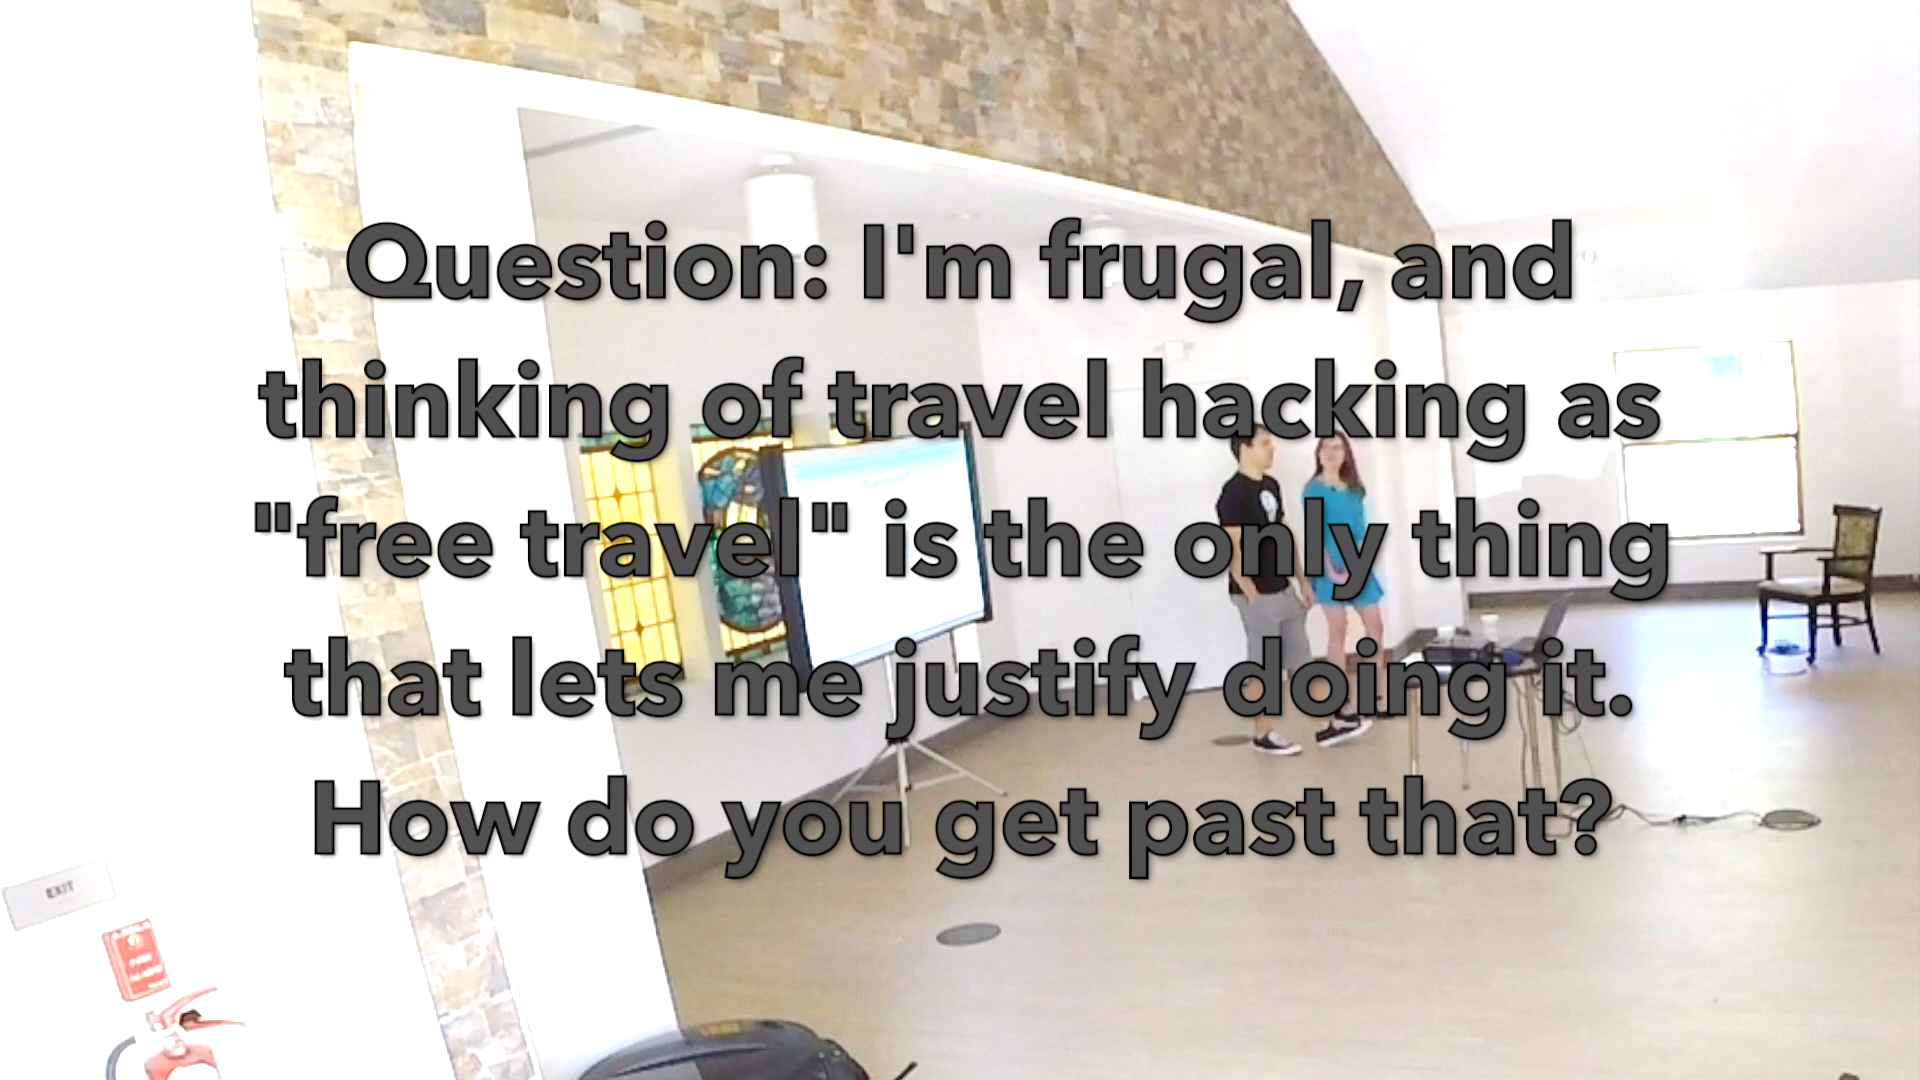 Question: I'm frugal, and
thinking of travel hacking as
"free travel" is the only thing
that lets me justify doing it.
How do you get past that?
EXIT